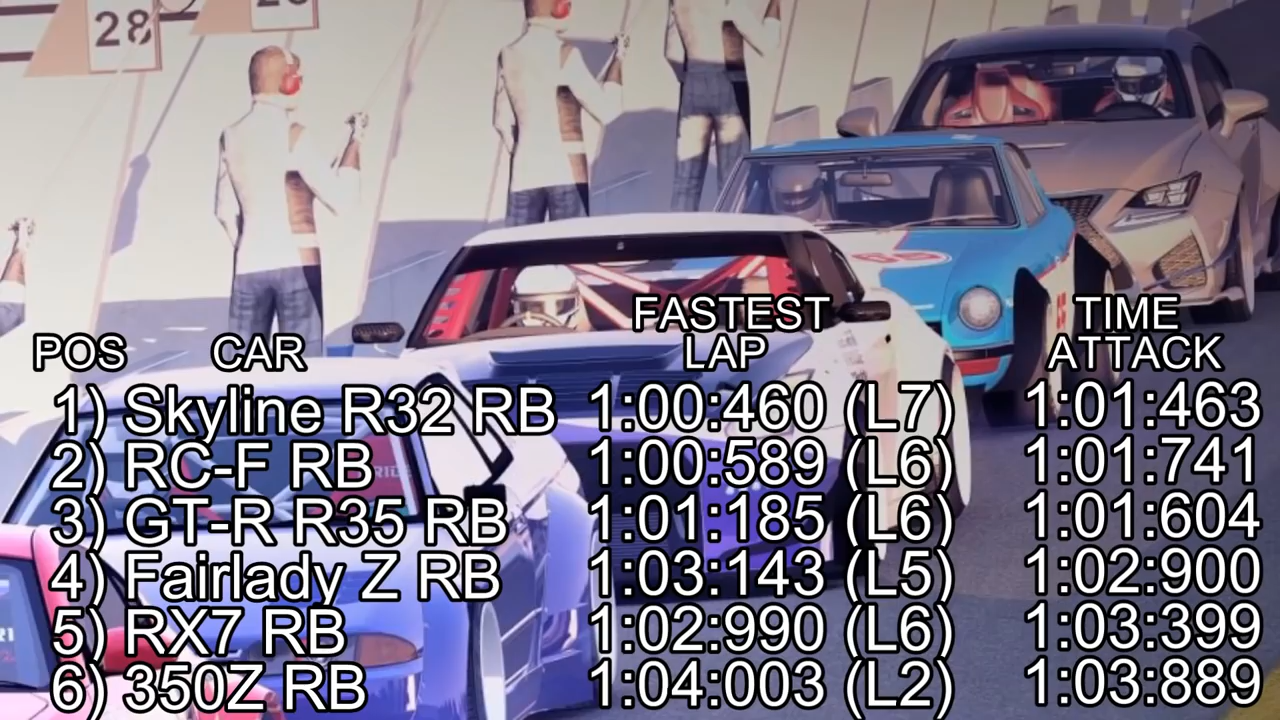 28
FASTEST TIME
POS CAR LAP ATTACK
1) Skyline R32 RB 1:00:460 (L7) 1:01:463
2) RC-F RB 1:00:589 (L6) 1:01:741
3) GT-R R35 RB 1:01:185 (L6) 1:01:604
4) Fairlady Z RB 1:03:143 (L5) 1:02:900
5) RX7 RB 1:02:990 (L6) 1:03:399
6) 350Z RB 1:04:003 (L2) 1:03:889